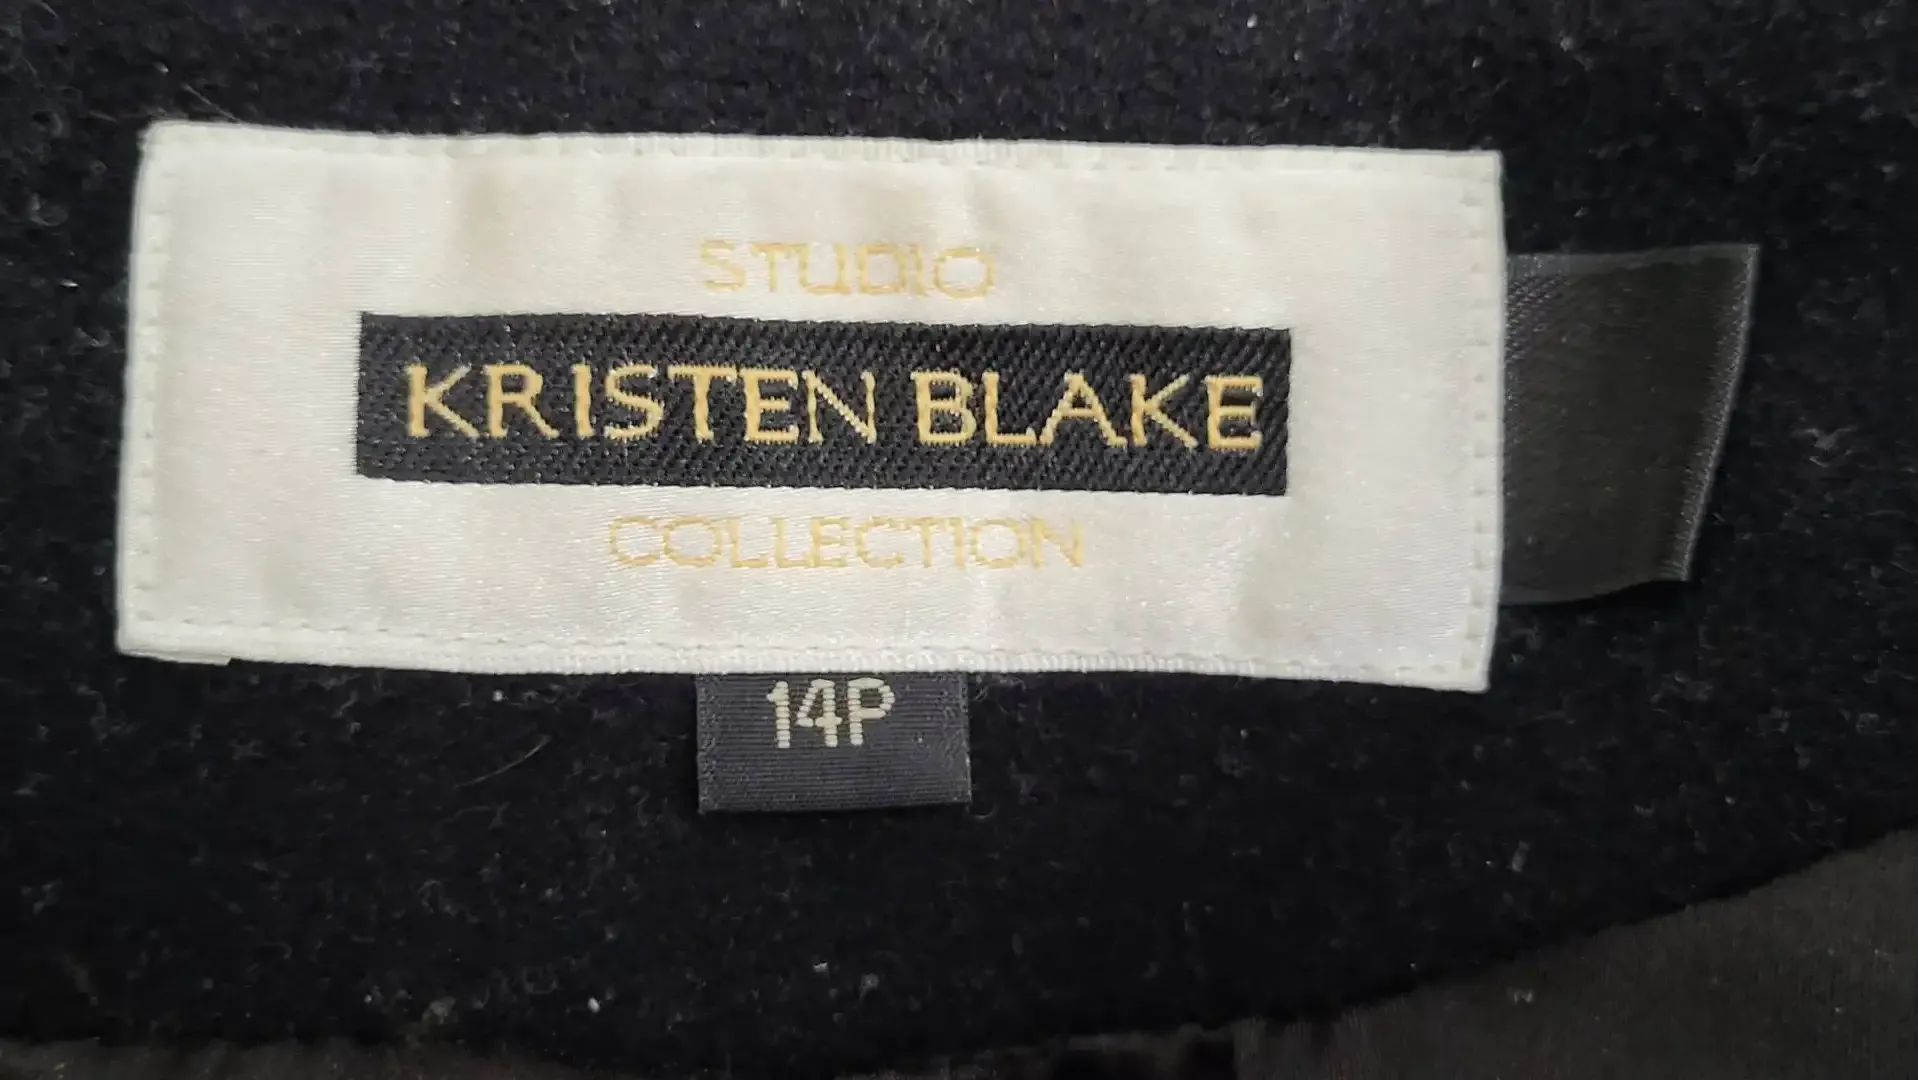 STUDIO
KRISTEN BLAKE
COLLECTION
14P